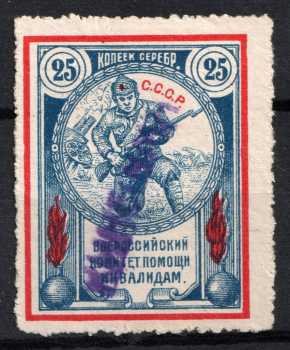 КОПЕЕК СЕРЕБР.
25 25
С.С.С.Р
ВСЕРОССИЙСКИЙ
КОМИТЕТ ПОМОЩИ
ИНВАЛИДАМ.